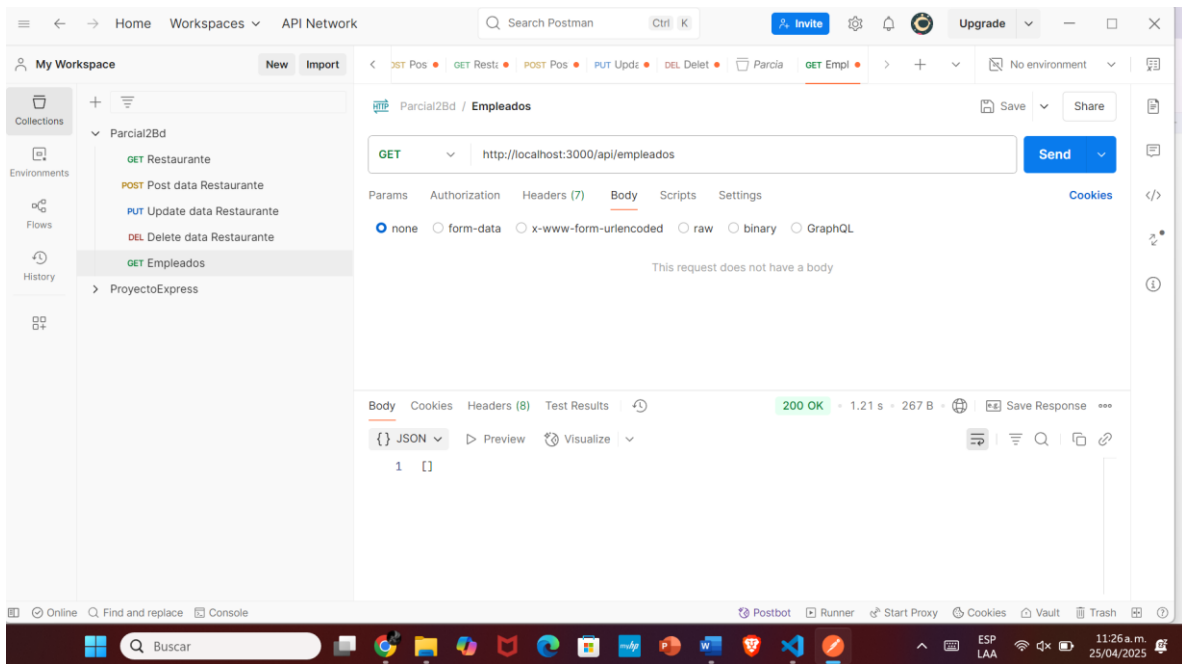 Home Workspaces API Network Search Postman Ctrl K Invite Upgrade
My Workspace New Import OST Pos GET Resta POST Pos PUT Upda DEL Delet Parcia GET Empl No environment
Collections
Environments
Flows
History
Parcial2Bd
GET Restaurante
POST Post data Restaurante
PUT Update data Restaurante
DEL Delete data Restaurante
GET Empleados
ProyectoExpress
HTTP Parcial2Bd / Empleados Save Share
GET http://localhost:3000/api/empleados Send
Params Authorization Headers (7) Body Scripts Settings Cookies
none form-data x-www-form-urlencoded raw binary GraphQL
This request does not have a body
Body Cookies Headers (8) Test Results 200 OK • 1.21 s • 267 B • e.g. Save Response
{} JSON Preview Visualize
1 []
Online Find and replace Console Postbot Runner Start Proxy Cookies Vault Trash
Buscar ESP LAA 11:26 a. m. 25/04/2025